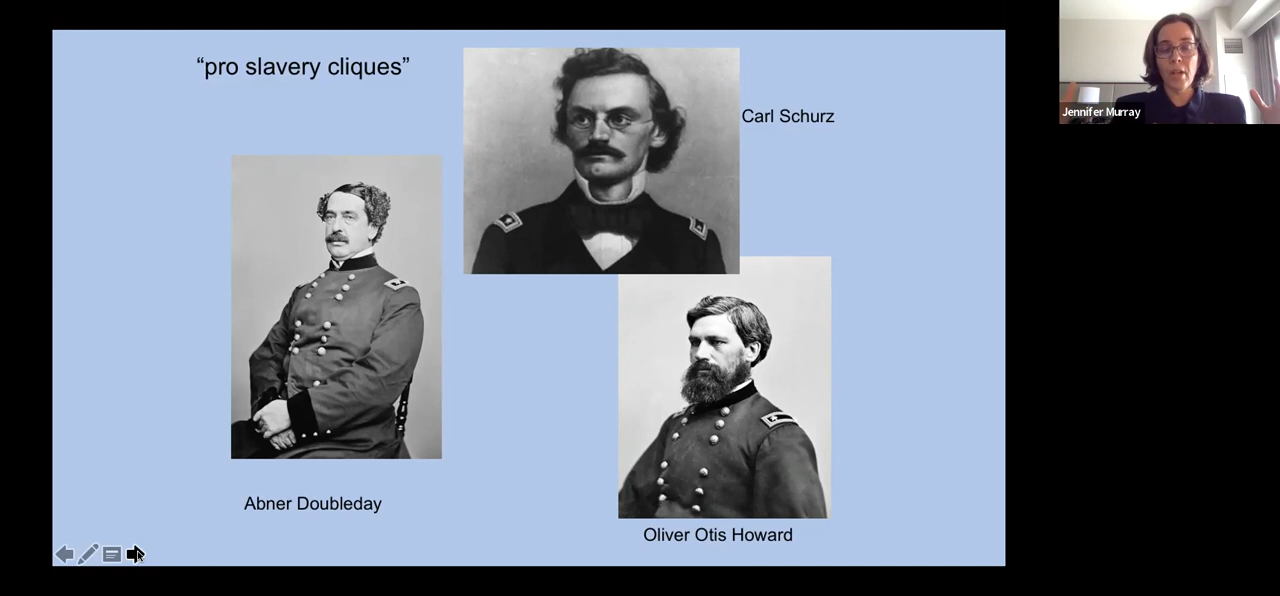 “pro slavery cliques”
Carl Schurz
Jennifer Murray
Abner Doubleday
Oliver Otis Howard